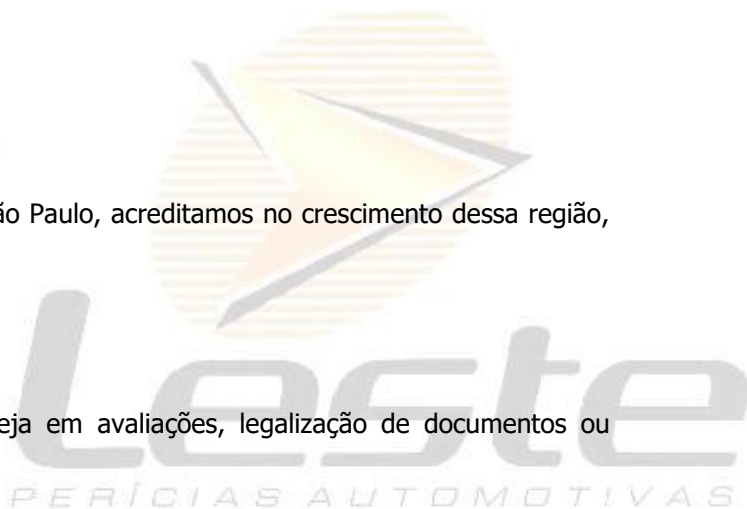 ão Paulo, acreditamos no crescimento dessa região,
Leste
eja em avaliações, legalização de documentos ou
PERÍCIAS AUTOMOTIVAS